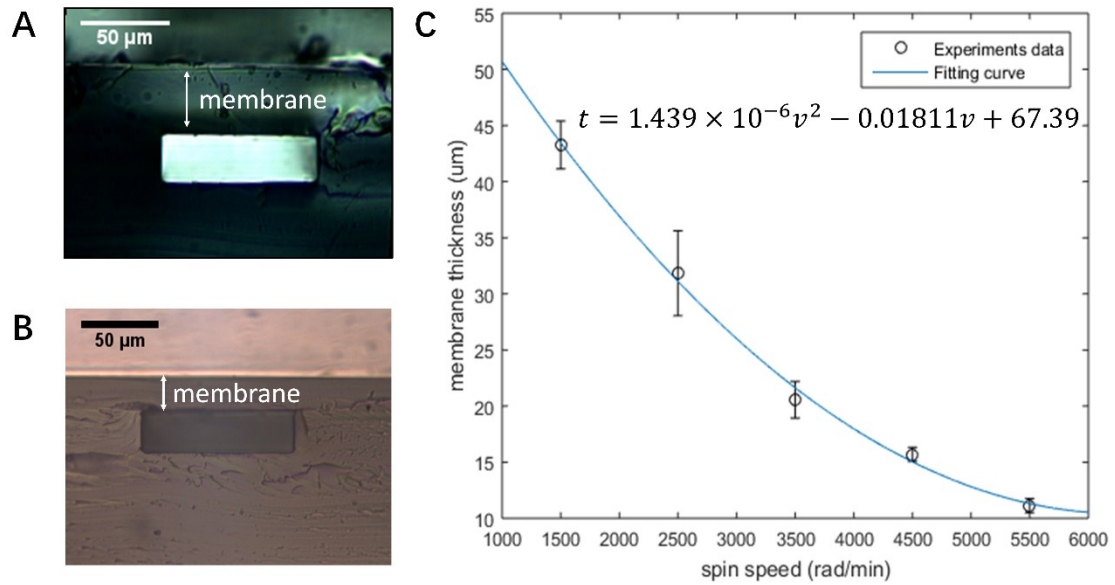 A
50 µm
membrane
B
50 µm
membrane
C
55
50
45
40
35
30
25
20
15
10
membrane thickness (um)
Experiments data
Fitting curve
t = 1.439 × 10⁻⁶v² − 0.01811v + 67.39
1000 1500 2000 2500 3000 3500 4000 4500 5000 5500 6000
spin speed (rad/min)